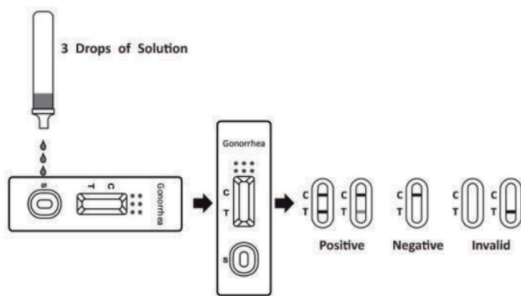 3 Drops of Solution
S
T
C
Gonorrhea
Gonorrhea
C
T
S
C
T
C
T
C
T
C
T
Positive
Negative
Invalid